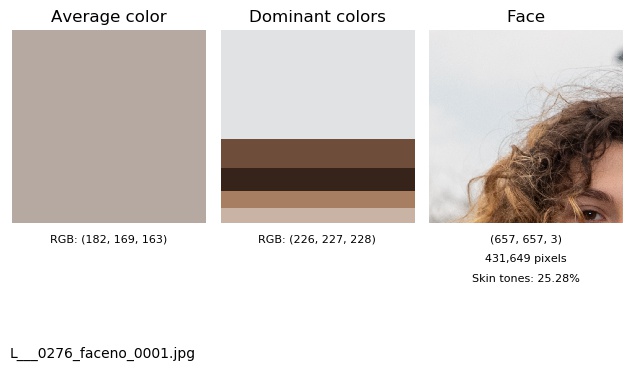 Average color
Dominant colors
Face
RGB: (182, 169, 163)
RGB: (226, 227, 228)
(657, 657, 3)
431,649 pixels
Skin tones: 25.28%
L___0276_faceno_0001.jpg